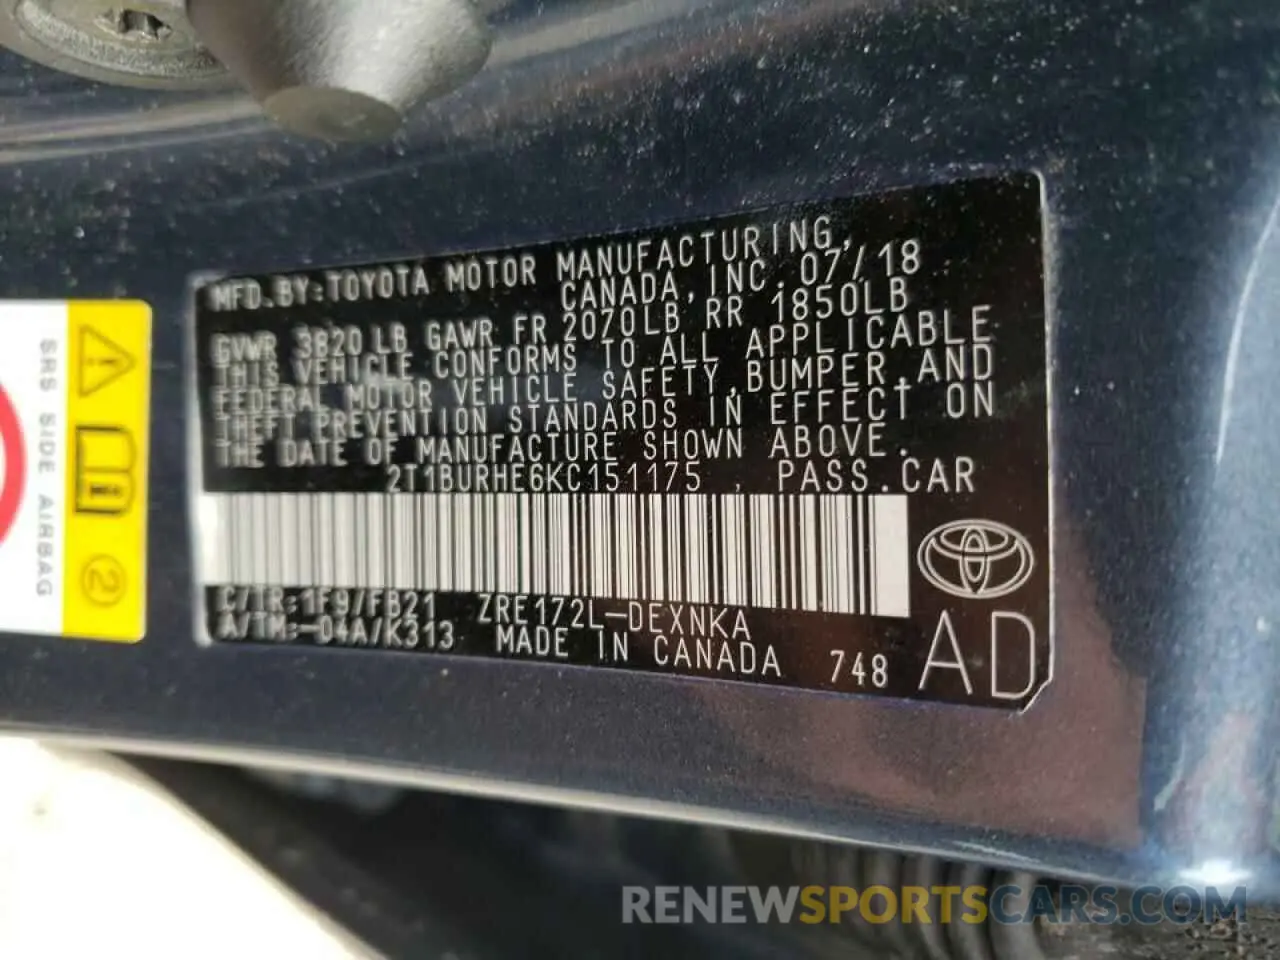 MFD.BY:TOYOTA MOTOR MANUFACTURING,
CANADA, INC. 07/18
GVWR 3820 LB GAWR FR 2070LB RR 1850LB
THIS VEHICLE CONFORMS TO ALL APPLICABLE
FEDERAL MOTOR VEHICLE SAFETY, BUMPER, AND
THEFT PREVENTION STANDARDS IN EFFECT ON
THE DATE OF MANUFACTURE SHOWN ABOVE.
2T1BURHE6KC151175 , PASS.CAR
C/TR:1F9/FB21 ZRE172L-DEXNKA
A/TM:-04A/K313 MADE IN CANADA 748
AD
SRS SIDE AIRBAG
2
RENEWSPORTSCARS.COM